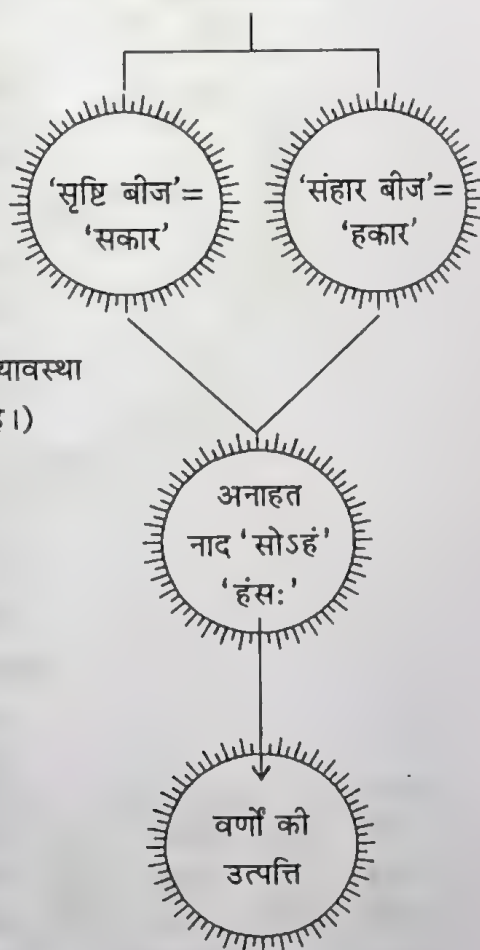 'सृष्टि बीज'=
'सकार'
'संहार बीज'=
'हकार'
है।)
अनाहत
नाद 'सोऽहं'
'हंसः'
वर्णों की
उत्पत्ति